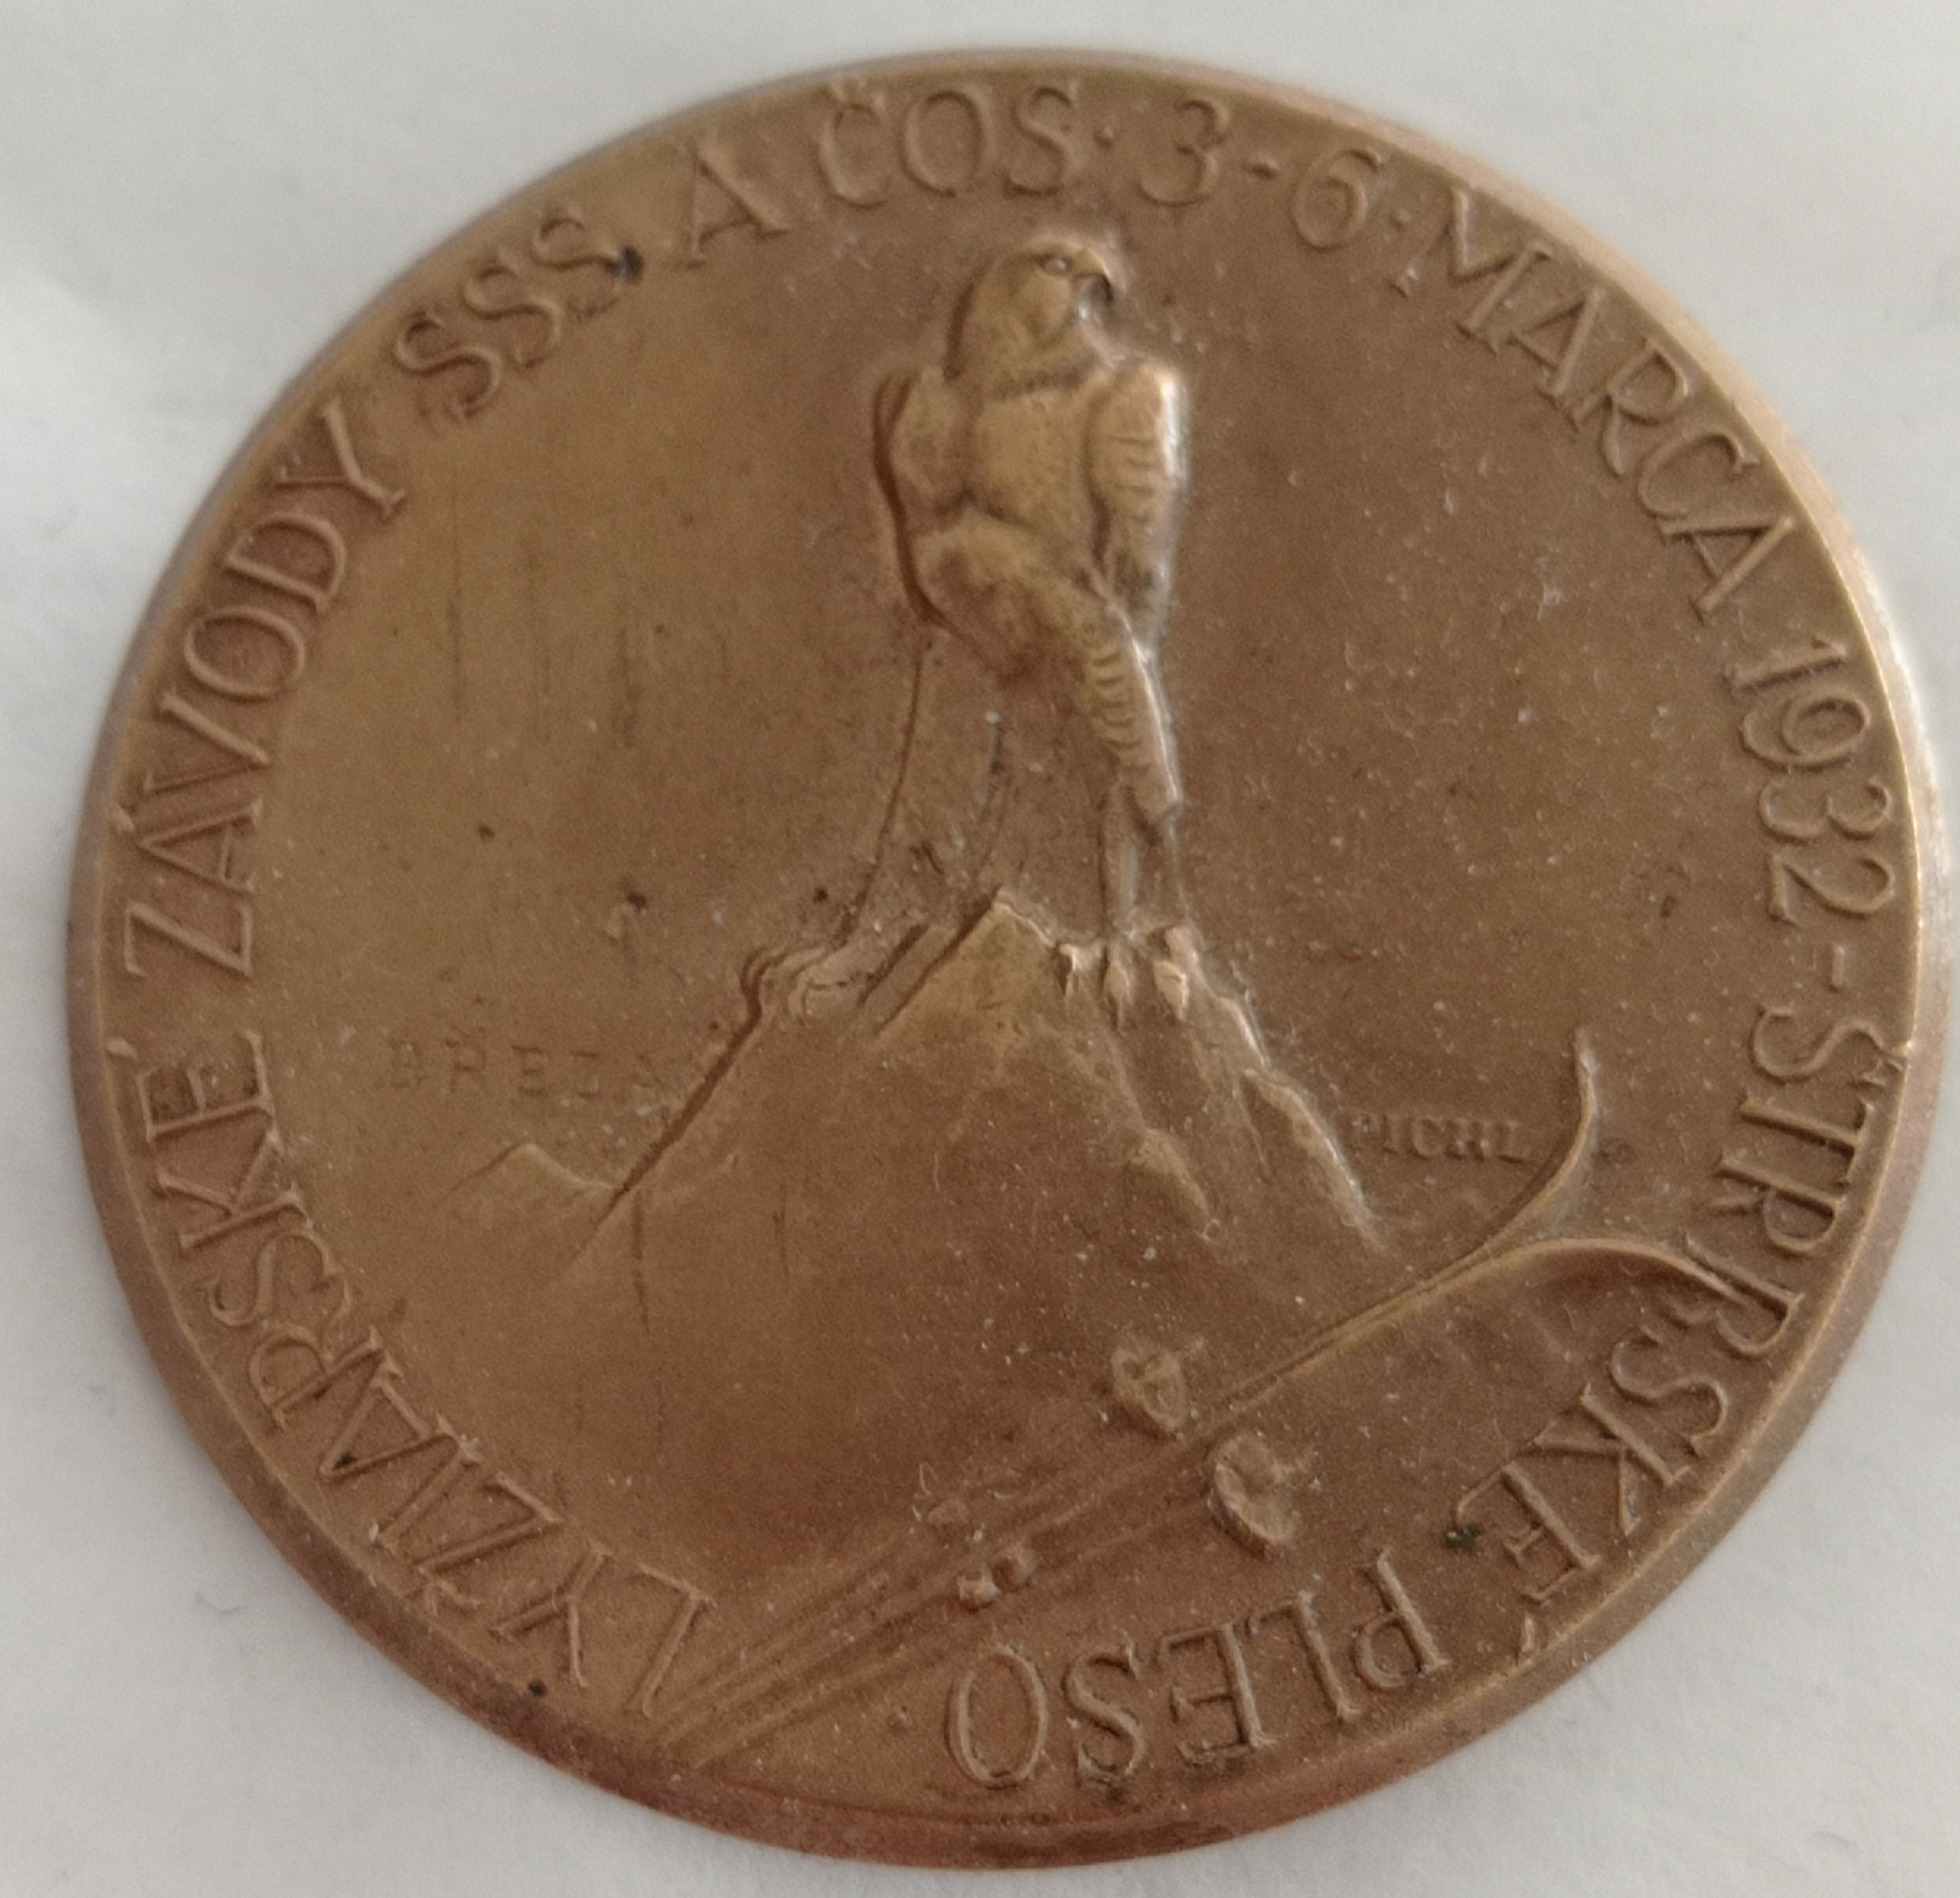 LYŽIARSKÉ ZÁVODY SSS. A ČOS· 3-6·MARCA 1932-ŠTRBSKÉ PLESO
PICHL